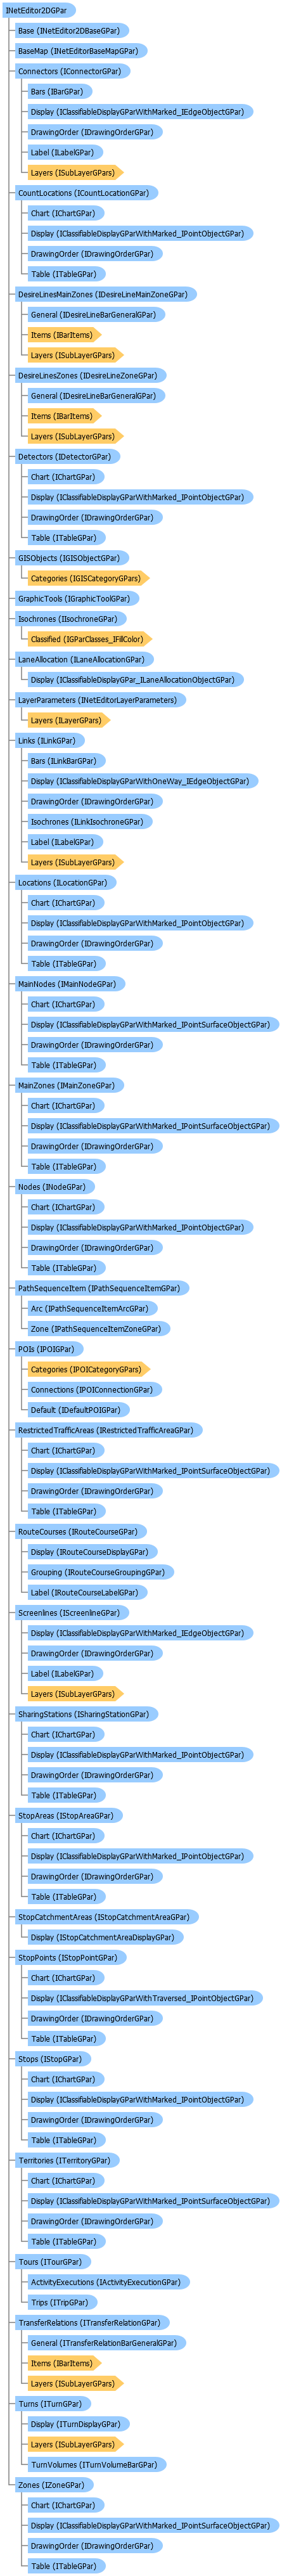 INetEditor2DGPar
Base (INetEditor2DBaseGPar)
BaseMap (INetEditorBaseMapGPar)
Connectors (IConnectorGPar)
Bars (IBarGPar)
Display (IClassifiableDisplayGParWithMarked_IEdgeObjectGPar)
DrawingOrder (IDrawingOrderGPar)
Label (ILabelGPar)
Layers (ISubLayerGPars)
CountLocations (ICountLocationGPar)
Chart (IChartGPar)
Display (IClassifiableDisplayGParWithMarked_IPointObjectGPar)
DrawingOrder (IDrawingOrderGPar)
Table (ITableGPar)
DesireLinesMainZones (IDesireLineMainZoneGPar)
General (IDesireLineBarGeneralGPar)
Items (IBarItems)
Layers (ISubLayerGPars)
DesireLinesZones (IDesireLineZoneGPar)
General (IDesireLineBarGeneralGPar)
Items (IBarItems)
Layers (ISubLayerGPars)
Detectors (IDetectorGPar)
Chart (IChartGPar)
Display (IClassifiableDisplayGParWithMarked_IPointObjectGPar)
DrawingOrder (IDrawingOrderGPar)
Table (ITableGPar)
GISObjects (IGISObjectGPar)
Categories (IGISCategoryGPars)
GraphicTools (IGraphicToolGPar)
Isochrones (IIsochroneGPar)
Classified (IGParClasses_IFillColor)
LaneAllocation (ILaneAllocationGPar)
Display (IClassifiableDisplayGPar_ILaneAllocationObjectGPar)
LayerParameters (INetEditorLayerParameters)
Layers (ILayerGPars)
Links (ILinkGPar)
Bars (ILinkBarGPar)
Display (IClassifiableDisplayGParWithOneWay_IEdgeObjectGPar)
DrawingOrder (IDrawingOrderGPar)
Isochrones (ILinkIsochroneGPar)
Label (ILabelGPar)
Layers (ISubLayerGPars)
Locations (ILocationGPar)
Chart (IChartGPar)
Display (IClassifiableDisplayGParWithMarked_IPointObjectGPar)
DrawingOrder (IDrawingOrderGPar)
Table (ITableGPar)
MainNodes (IMainNodeGPar)
Chart (IChartGPar)
Display (IClassifiableDisplayGParWithMarked_IPointSurfaceObjectGPar)
DrawingOrder (IDrawingOrderGPar)
Table (ITableGPar)
MainZones (IMainZoneGPar)
Chart (IChartGPar)
Display (IClassifiableDisplayGParWithMarked_IPointSurfaceObjectGPar)
DrawingOrder (IDrawingOrderGPar)
Table (ITableGPar)
Nodes (INodeGPar)
Chart (IChartGPar)
Display (IClassifiableDisplayGParWithMarked_IPointObjectGPar)
DrawingOrder (IDrawingOrderGPar)
Table (ITableGPar)
PathSequenceItem (IPathSequenceItemGPar)
Arc (IPathSequenceItemArcGPar)
Zone (IPathSequenceItemZoneGPar)
POIs (IPOIGPar)
Categories (IPOICategoryGPars)
Connections (IPOIConnectionGPar)
Default (IDefaultPOIGPar)
RestrictedTrafficAreas (IRestrictedTrafficAreaGPar)
Chart (IChartGPar)
Display (IClassifiableDisplayGParWithMarked_IPointSurfaceObjectGPar)
DrawingOrder (IDrawingOrderGPar)
Table (ITableGPar)
RouteCourses (IRouteCourseGPar)
Display (IRouteCourseDisplayGPar)
Grouping (IRouteCourseGroupingGPar)
Label (IRouteCourseLabelGPar)
Screenlines (IScreenlineGPar)
Display (IClassifiableDisplayGParWithMarked_IEdgeObjectGPar)
DrawingOrder (IDrawingOrderGPar)
Label (ILabelGPar)
Layers (ISubLayerGPars)
SharingStations (ISharingStationGPar)
Chart (IChartGPar)
Display (IClassifiableDisplayGParWithMarked_IPointObjectGPar)
DrawingOrder (IDrawingOrderGPar)
Table (ITableGPar)
StopAreas (IStopAreaGPar)
Chart (IChartGPar)
Display (IClassifiableDisplayGParWithMarked_IPointObjectGPar)
DrawingOrder (IDrawingOrderGPar)
Table (ITableGPar)
StopCatchmentAreas (IStopCatchmentAreaGPar)
Display (IStopCatchmentAreaDisplayGPar)
StopPoints (IStopPointGPar)
Chart (IChartGPar)
Display (IClassifiableDisplayGParWithTraversed_IPointObjectGPar)
DrawingOrder (IDrawingOrderGPar)
Table (ITableGPar)
Stops (IStopGPar)
Chart (IChartGPar)
Display (IClassifiableDisplayGParWithMarked_IPointObjectGPar)
DrawingOrder (IDrawingOrderGPar)
Table (ITableGPar)
Territories (ITerritoryGPar)
Chart (IChartGPar)
Display (IClassifiableDisplayGParWithMarked_IPointSurfaceObjectGPar)
DrawingOrder (IDrawingOrderGPar)
Table (ITableGPar)
Tours (ITourGPar)
ActivityExecutions (IActivityExecutionGPar)
Trips (ITripGPar)
TransferRelations (ITransferRelationGPar)
General (ITransferRelationBarGeneralGPar)
Items (IBarItems)
Layers (ISubLayerGPars)
Turns (ITurnGPar)
Display (ITurnDisplayGPar)
Layers (ISubLayerGPars)
TurnVolumes (ITurnVolumeBarGPar)
Zones (IZoneGPar)
Chart (IChartGPar)
Display (IClassifiableDisplayGParWithMarked_IPointSurfaceObjectGPar)
DrawingOrder (IDrawingOrderGPar)
Table (ITableGPar)